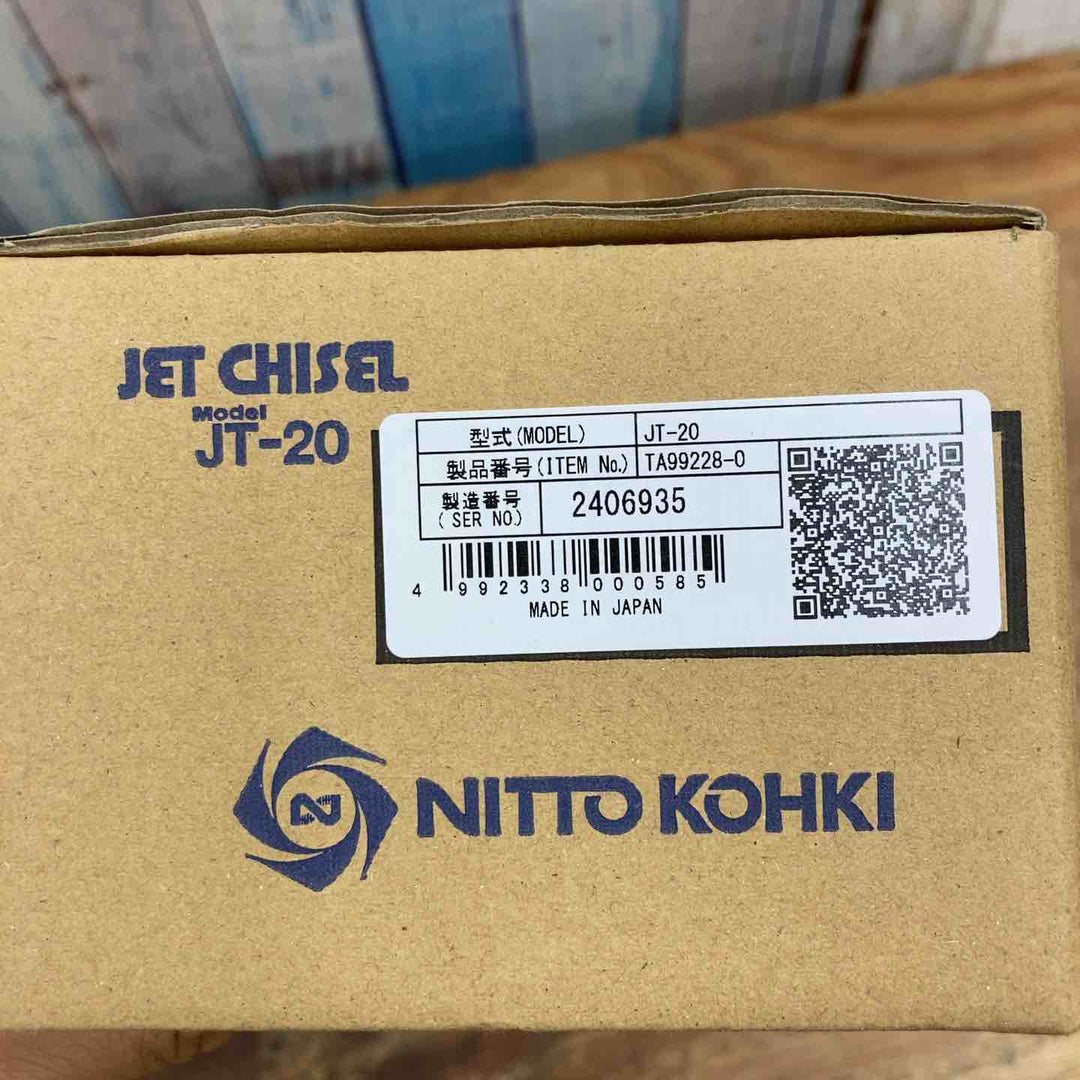 JET CHISEL
Model
JT-20
型式(MODEL) JT-20
製品番号(ITEM No.) TA99228-0
製造番号
(SER NO.) 2406935
4 992338 000585
MADE IN JAPAN
N NITTO KOHKI